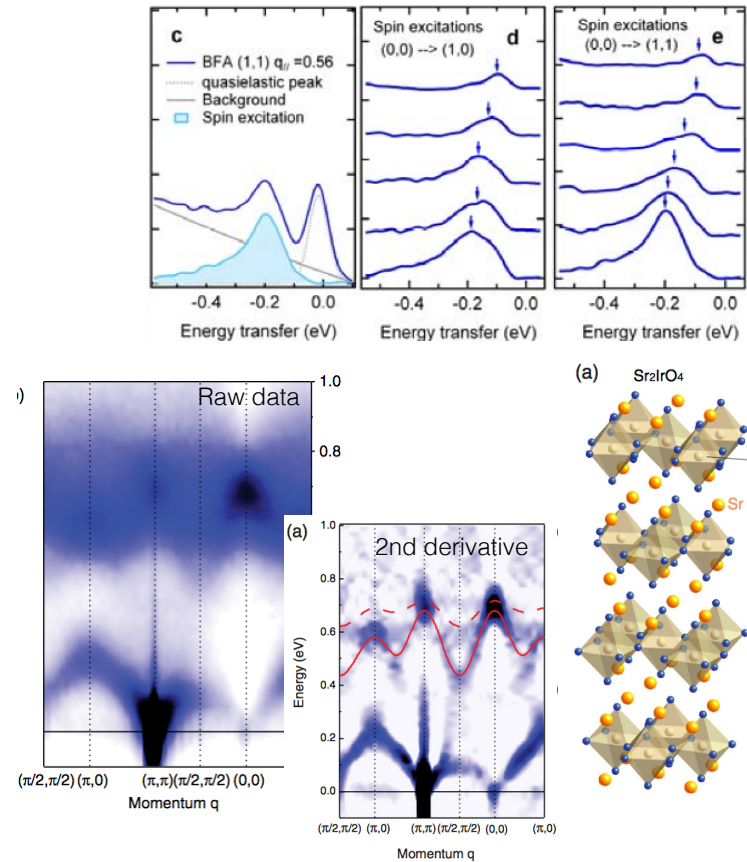 c
BFA (1,1) q// =0.56
quasielastic peak
Background
Spin excitation
-0.4 -0.2 0.0
Energy transfer (eV)
Spin excitations
(0,0) --> (1,0)
d
-0.4 -0.2 0.0
Energy transfer (eV)
Spin excitations
(0,0) --> (1,1)
e
-0.4 -0.2 0.0
Energy transfer (eV)
)
Raw data
1.0
0.8
(π/2,π/2) (π,0) (π,π) (π/2,π/2) (0,0)
Momentum q
(a)
2nd derivative
Energy (eV)
1.0
0.8
0.6
0.4
0.2
0.0
(π/2,π/2) (π,0) (π,π) (π/2,π/2) (0,0) (π,0)
Momentum q
(a)
Sr2IrO4
Sr